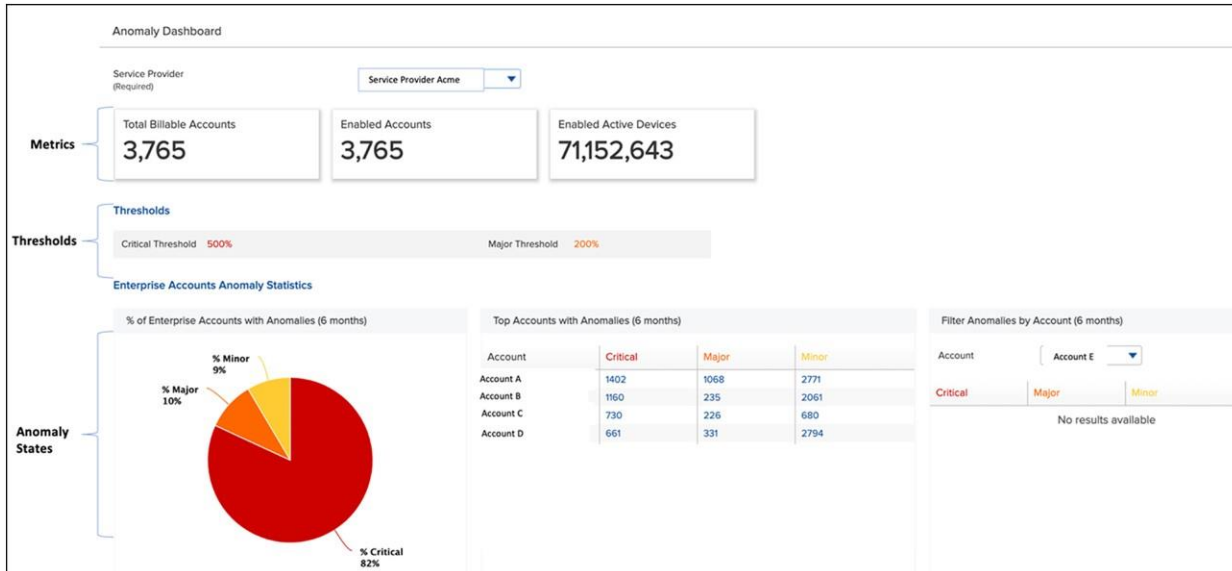 Anomaly Dashboard
Service Provider
(Required)
Service Provider Acme
Metrics
Total Billable Accounts
3,765
Enabled Accounts
3,765
Enabled Active Devices
71,152,643
Thresholds
Thresholds
Critical Threshold 500% Major Threshold 200%
Enterprise Accounts Anomaly Statistics
Anomaly
States
% of Enterprise Accounts with Anomalies (6 months)
% Minor
9%
% Major
10%
% Critical
82%
Top Accounts with Anomalies (6 months)
Account Critical Major Minor
Account A 1402 1068 2771
Account B 1160 235 2061
Account C 730 226 680
Account D 661 331 2794
Filter Anomalies by Account (6 months)
Account Account E
Critical Major Minor
No results available